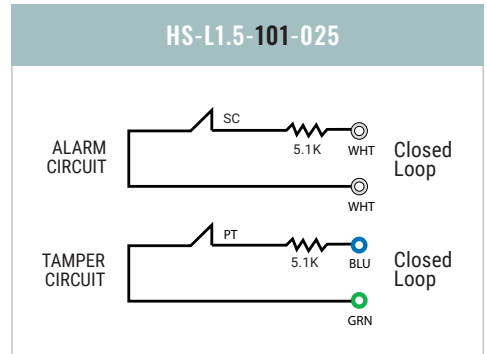 HS-L1.5-101-025
ALARM
CIRCUIT
SC
5.1K
WHT
Closed
Loop
WHT
TAMPER
CIRCUIT
PT
5.1K
BLU
Closed
Loop
GRN